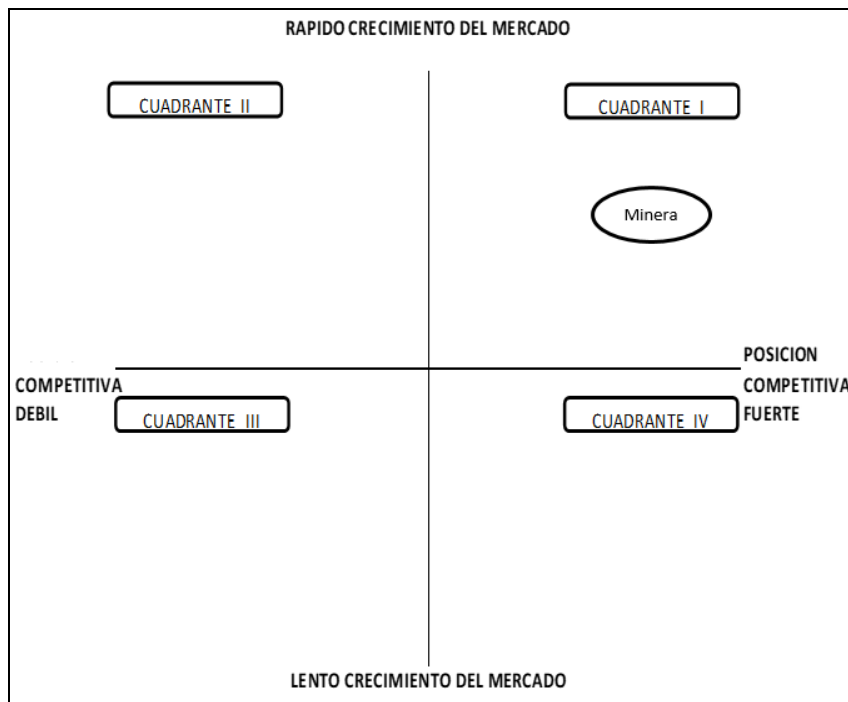 RAPIDO CRECIMIENTO DEL MERCADO
CUADRANTE II
CUADRANTE I
Minera
POSICION
COMPETITIVA
DEBIL
COMPETITIVA
FUERTE
CUADRANTE III
CUADRANTE IV
LENTO CRECIMIENTO DEL MERCADO